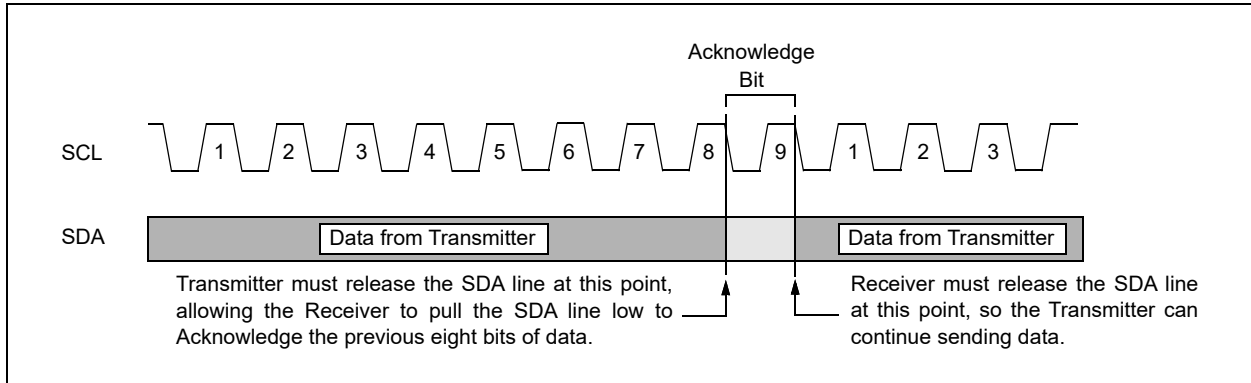 Acknowledge
Bit
SCL
1 2 3 4 5 6 7 8 9 1 2 3
SDA
Data from Transmitter
Data from Transmitter
Transmitter must release the SDA line at this point,
allowing the Receiver to pull the SDA line low to
Acknowledge the previous eight bits of data.
Receiver must release the SDA line
at this point, so the Transmitter can
continue sending data.